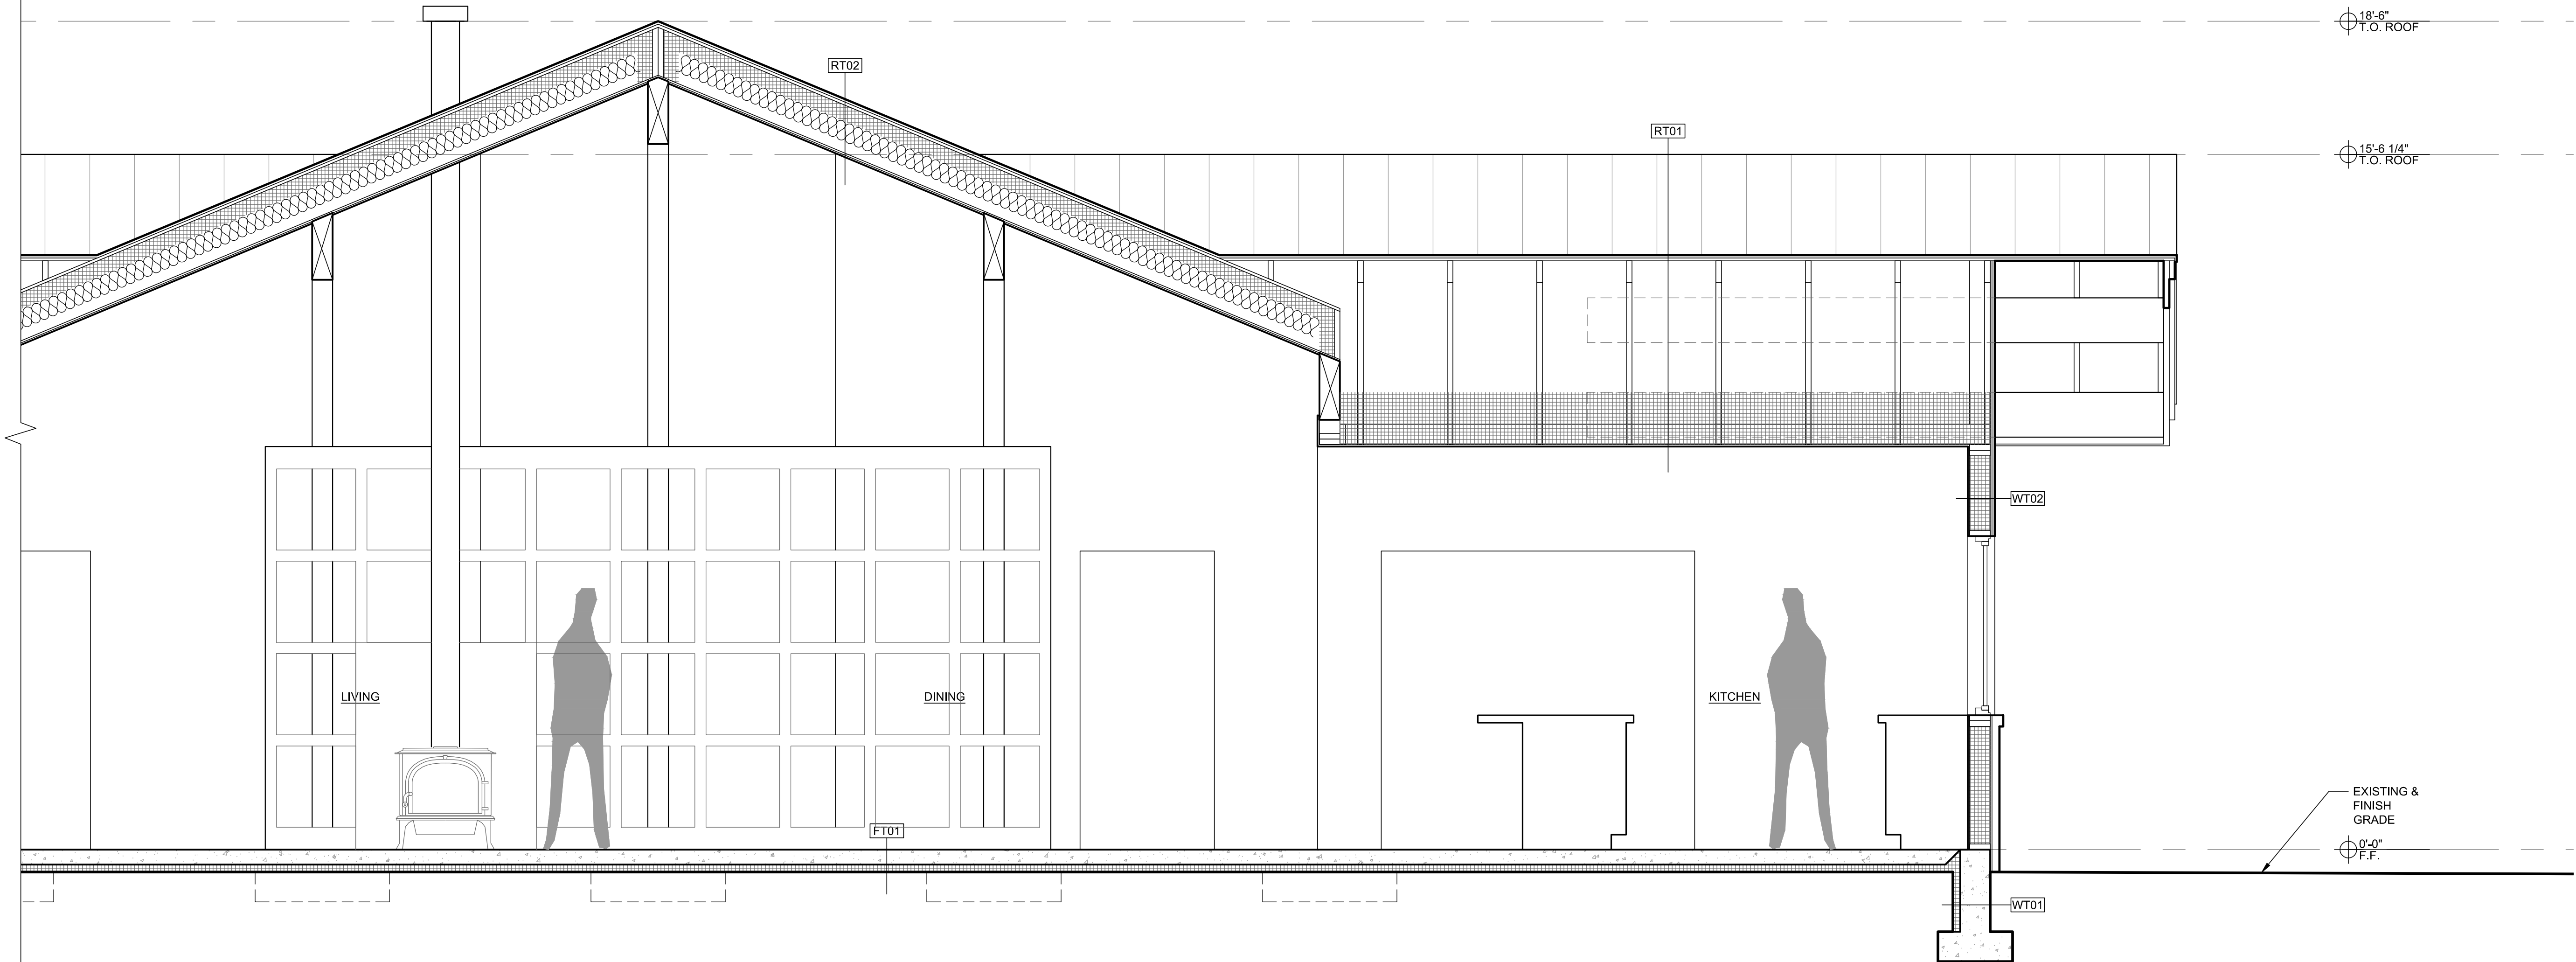 18'-6"
T.O. ROOF
RT02
RT01
15'-6 1/4"
T.O. ROOF
WT02
LIVING
DINING
KITCHEN
EXISTING &
FINISH
GRADE
FT01
0'-0"
F.F.
WT01